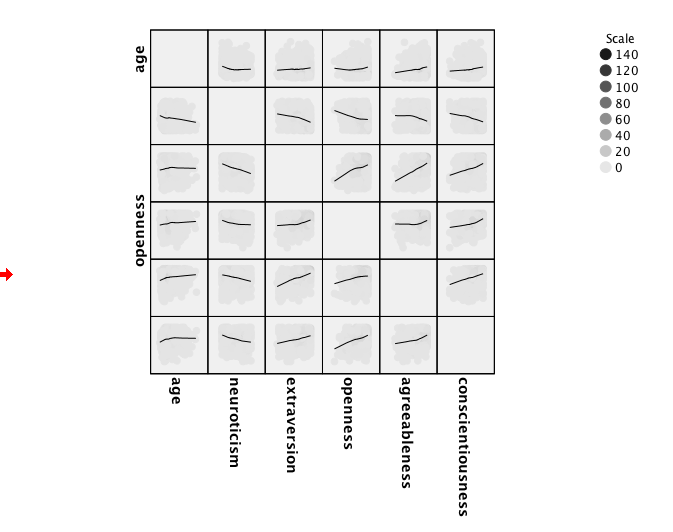 Scale
140
120
100
80
60
40
20
0
age
openness
age
neuroticism
extraversion
openness
agreeableness
conscientiousness